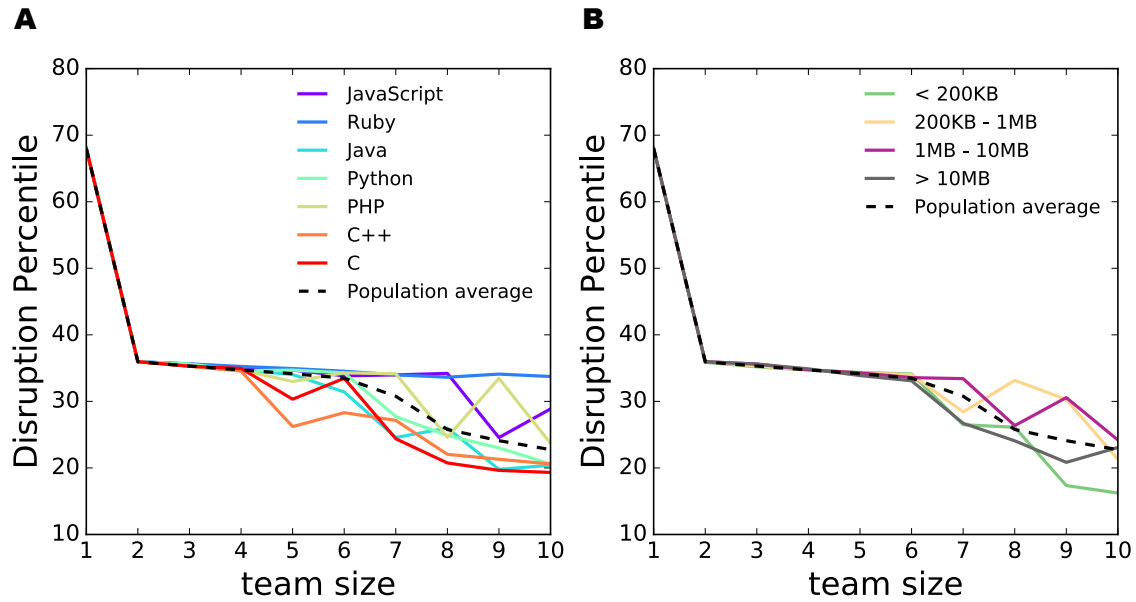 A
80
70
60
50
40
30
20
10
Disruption Percentile
JavaScript
Ruby
Java
Python
PHP
C++
C
Population average
1 2 3 4 5 6 7 8 9 10
team size
B
80
70
60
50
40
30
20
10
Disruption Percentile
< 200KB
200KB - 1MB
1MB - 10MB
> 10MB
Population average
1 2 3 4 5 6 7 8 9 10
team size